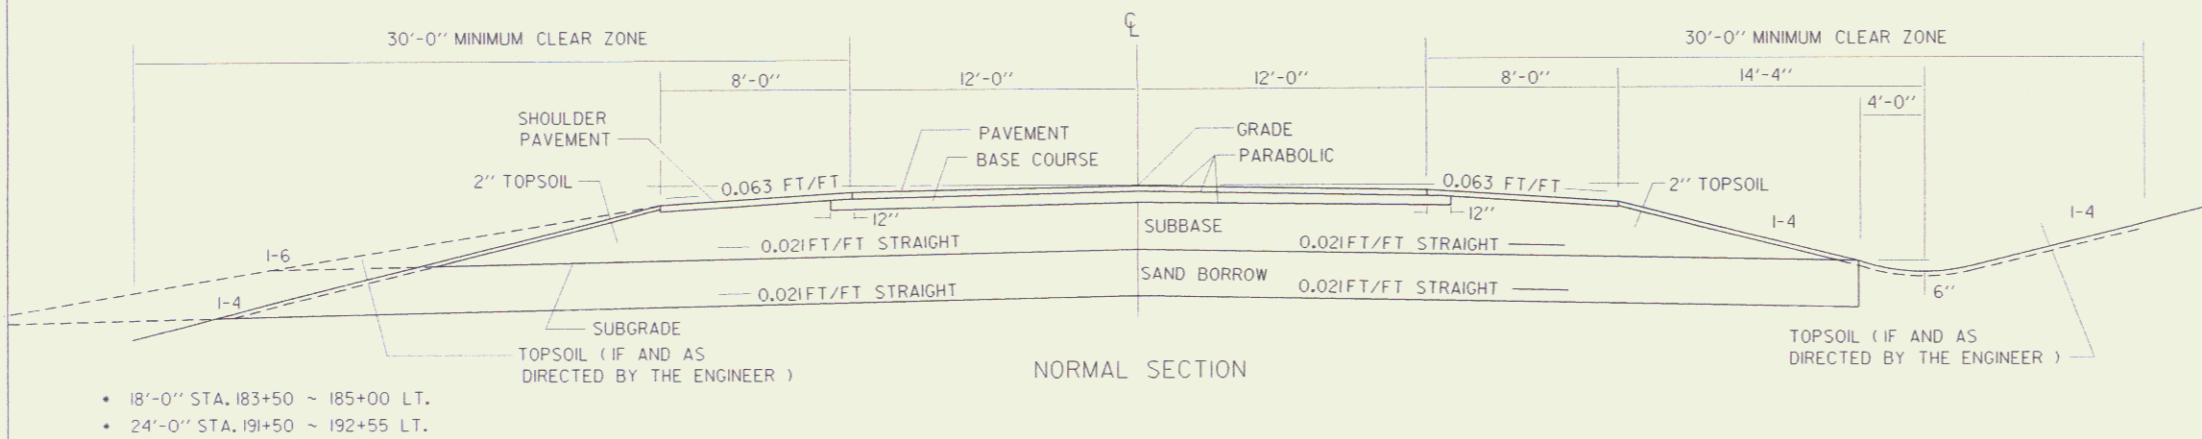 ℄
30'-0" MINIMUM CLEAR ZONE
30'-0" MINIMUM CLEAR ZONE
8'-0"
12'-0"
12'-0"
8'-0"
14'-4"
4'-0"
SHOULDER
PAVEMENT
PAVEMENT
BASE COURSE
GRADE
PARABOLIC
2" TOPSOIL
0.063 FT/FT
0.063 FT/FT
2" TOPSOIL
12"
12"
SUBBASE
1-4
1-4
1-6
0.021FT/FT STRAIGHT
0.021FT/FT STRAIGHT
SAND BORROW
1-4
0.021FT/FT STRAIGHT
0.021FT/FT STRAIGHT
6"
SUBGRADE
TOPSOIL ( IF AND AS
DIRECTED BY THE ENGINEER )
TOPSOIL ( IF AND AS
DIRECTED BY THE ENGINEER )
NORMAL SECTION
* 18'-0" STA. 183+50 ~ 185+00 LT.
* 24'-0" STA. 191+50 ~ 192+55 LT.